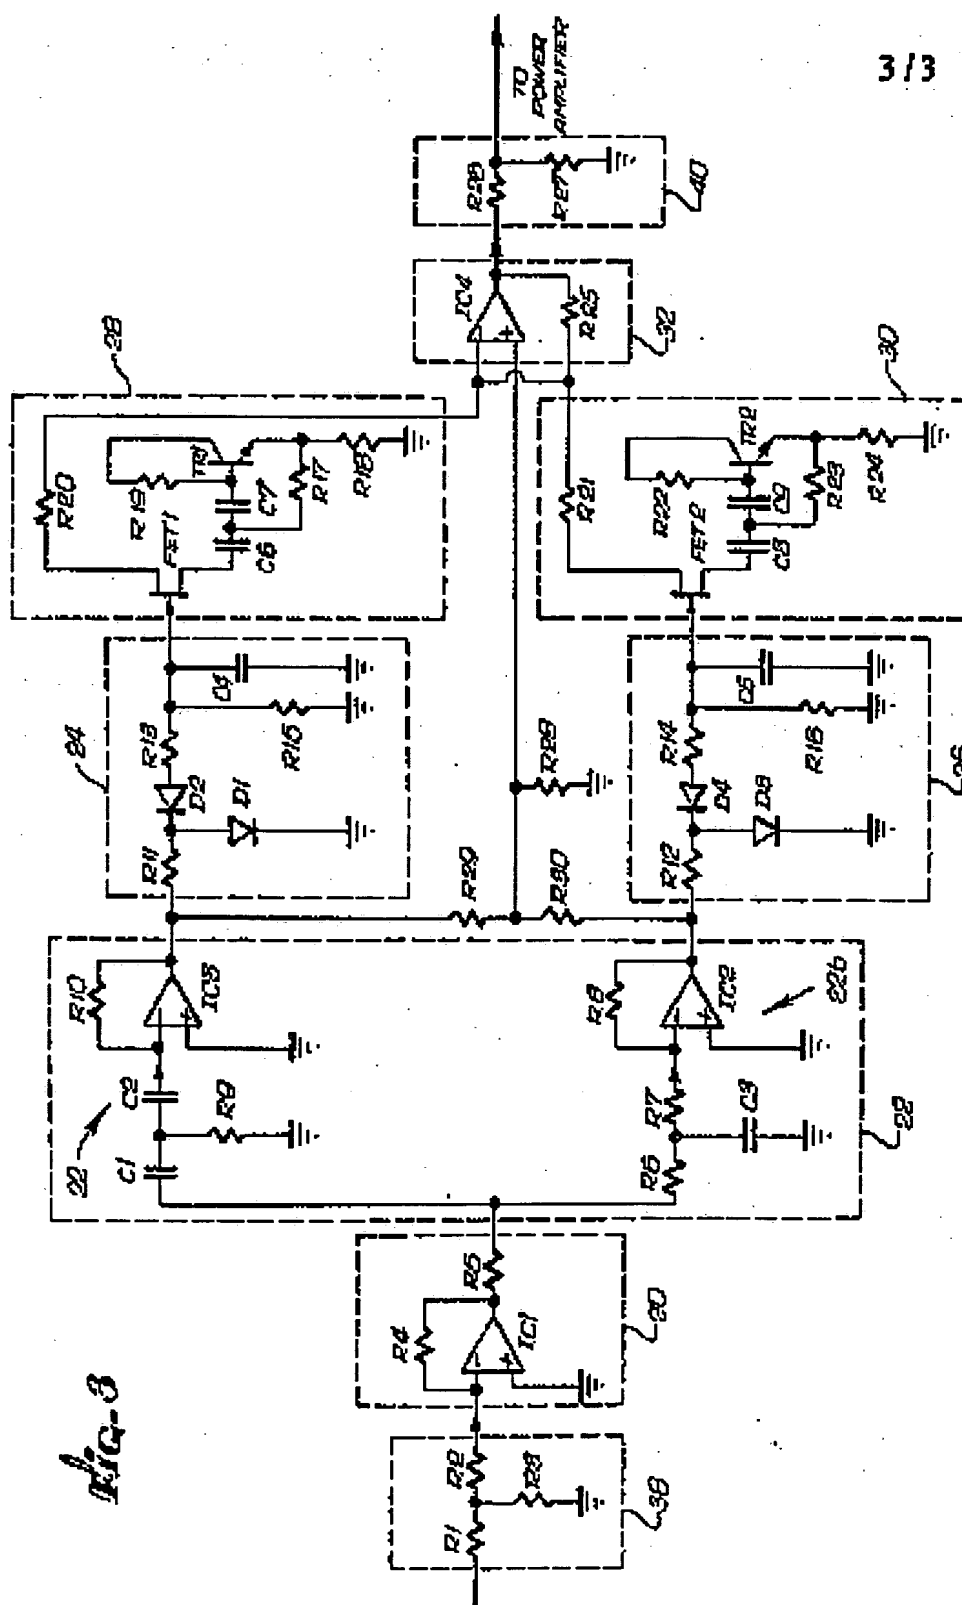 3/3
FIG-3
TO
POWER
AMPLIFIER
R1
R2
R3
38
R4
IC1
R5
20
22
C1
C2
R9
R10
IC3
R6
R7
C3
R8
IC2
22b
22
R29
R30
R28
24
R11
D2
D1
R13
R15
C4
R12
D4
D3
R14
R16
C5
28
R20
FET1
R19
TR1
C6
C7
R17
R18
30
R21
FET2
R22
TR2
C8
C9
R23
R24
IC4
R25
32
R26
R27
40